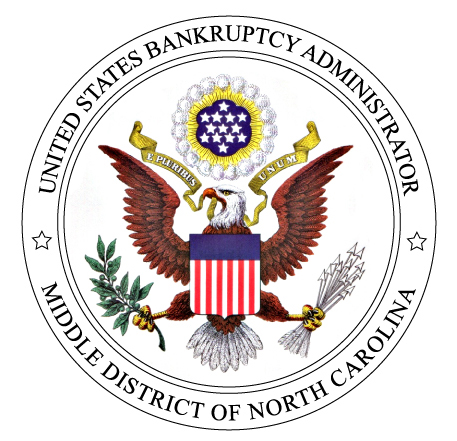 UNITED STATES BANKRUPTCY ADMINISTRATOR
E PLURIBUS UNUM
MIDDLE DISTRICT OF NORTH CAROLINA